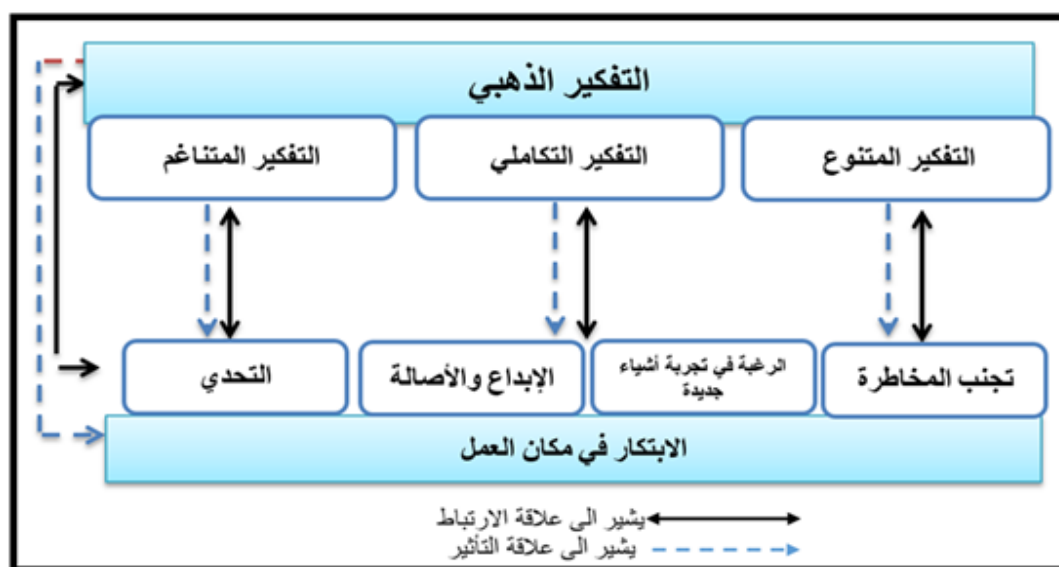 التفكير الذهبي
التفكير المتنوع
التفكير التكاملي
التفكير المتناغم
تجنب المخاطرة
الرغبة في تجربة أشياء
جديدة
الإبداع والأصالة
التحدي
الابتكار في مكان العمل
يشير الى علاقة الارتباط
يشير الى علاقة التأثير